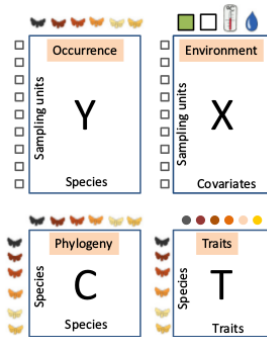 Occurrence
Sampling units
Y
Species
Environment
Sampling units
X
Covariates
Phylogeny
Species
C
Species
Traits
Species
T
Traits